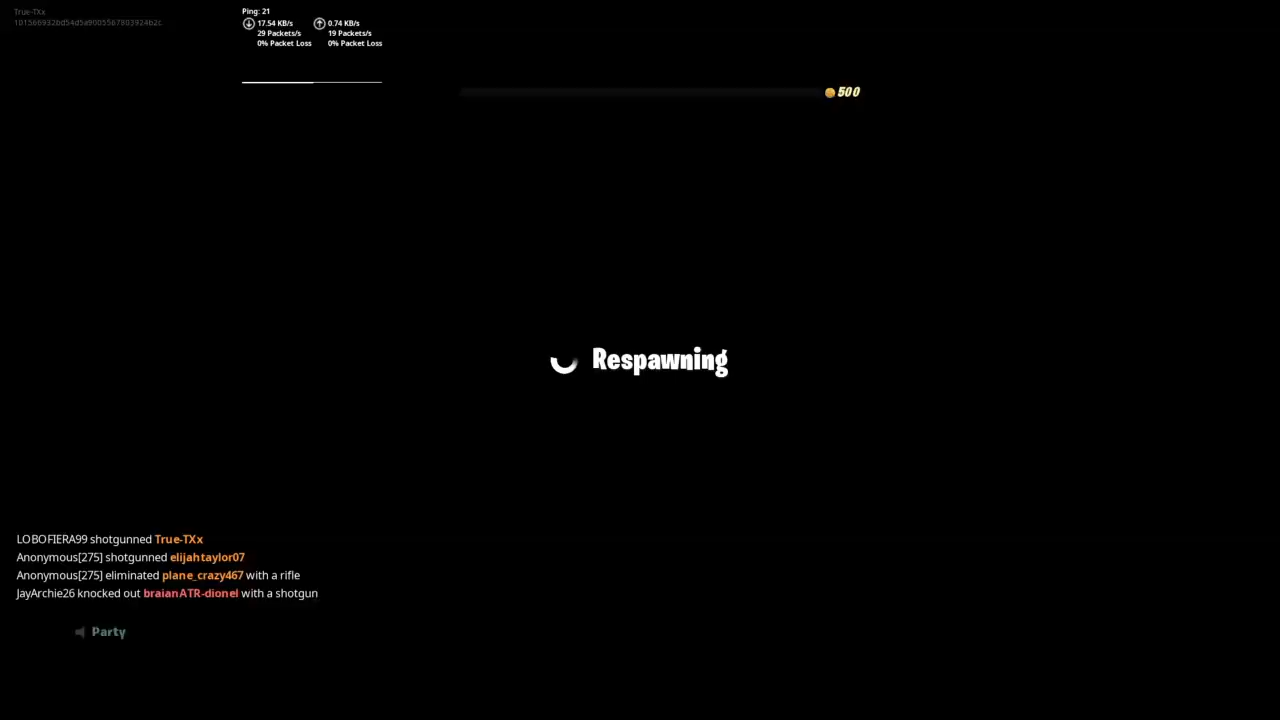 True-TXx
Ping: 21
17.54 KB/s
0.74 KB/s
29 Packets/s
19 Packets/s
0% Packet Loss
0% Packet Loss
500
Respawning
LOBOFIERA99 shotgunned True-TXx
Anonymous[275] shotgunned elijahtaylor07
Anonymous[275] eliminated plane_crazy467 with a rifle
JayArchie26 knocked out braianATR-dionel with a shotgun
Party